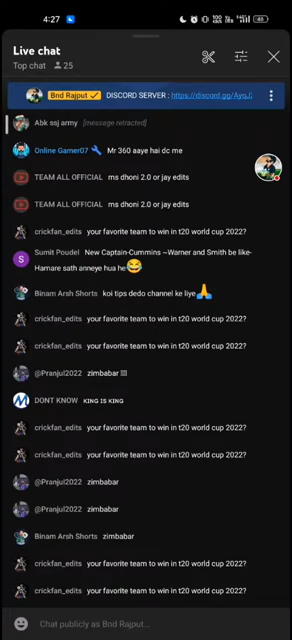 4:27
48
Live chat
Top chat 25
Bnd Rajput DISCORD SERVER : https://discord.gg/
Abk ssj army [message retracted]
Online Gamer07 Mr 360 aaye hai dc me
TEAM ALL OFFICIAL ms dhoni 2.0 or jay edits
TEAM ALL OFFICIAL ms dhoni 2.0 or jay edits
crickfan_edits your favorite team to win in t20 world cup 2022?
Sumit Poudel New Captain-Cummins ~Warner and Smith be like-
Hamare sath anneye hua he😂
Binam Arsh Shorts koi tips dedo channel ke liye🙏
crickfan_edits your favorite team to win in t20 world cup 2022?
crickfan_edits your favorite team to win in t20 world cup 2022?
@Pranjul2022 zimbabar !!!!
DONT KNOW ᴋɪɴɢ ɪs ᴋɪɴɢ
crickfan_edits your favorite team to win in t20 world cup 2022?
crickfan_edits your favorite team to win in t20 world cup 2022?
@Pranjul2022 zimbabar
@Pranjul2022 zimbabar
Binam Arsh Shorts zimbabar
crickfan_edits your favorite team to win in t20 world cup 2022?
crickfan_edits your favorite team to win in t20 world cup 2022?
Chat publicly as Bnd Rajput...